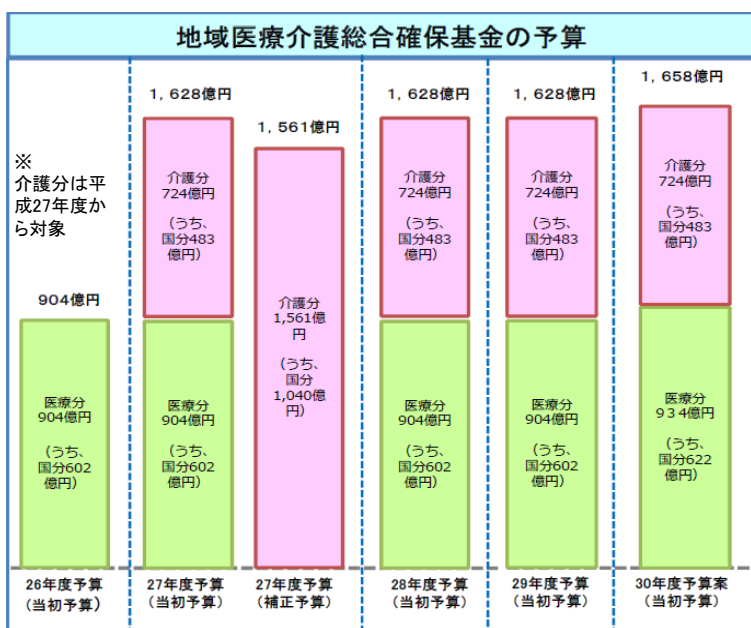 地域医療介護総合確保基金の予算
※
介護分は平
成27年度か
ら対象
904億円
医療分
904億円
(うち、
国分602
億円)
26年度予算
(当初予算)
1,628億円
介護分
724億円
(うち、
国分483
億円)
医療分
904億円
(うち、
国分602
億円)
27年度予算
(当初予算)
1,561億円
介護分
1,561億
円
(うち、
国分
1,040億
円)
27年度予算
(補正予算)
1,628億円
介護分
724億円
(うち、
国分483
億円)
医療分
904億円
(うち、
国分602
億円)
28年度予算
(当初予算)
1,628億円
介護分
724億円
(うち、
国分483
億円)
医療分
904億円
(うち、
国分602
億円)
29年度予算
(当初予算)
1,658億円
介護分
724億円
(うち、
国分483
億円)
医療分
934億円
(うち、
国分622
億円)
30年度予算案
(当初予算)